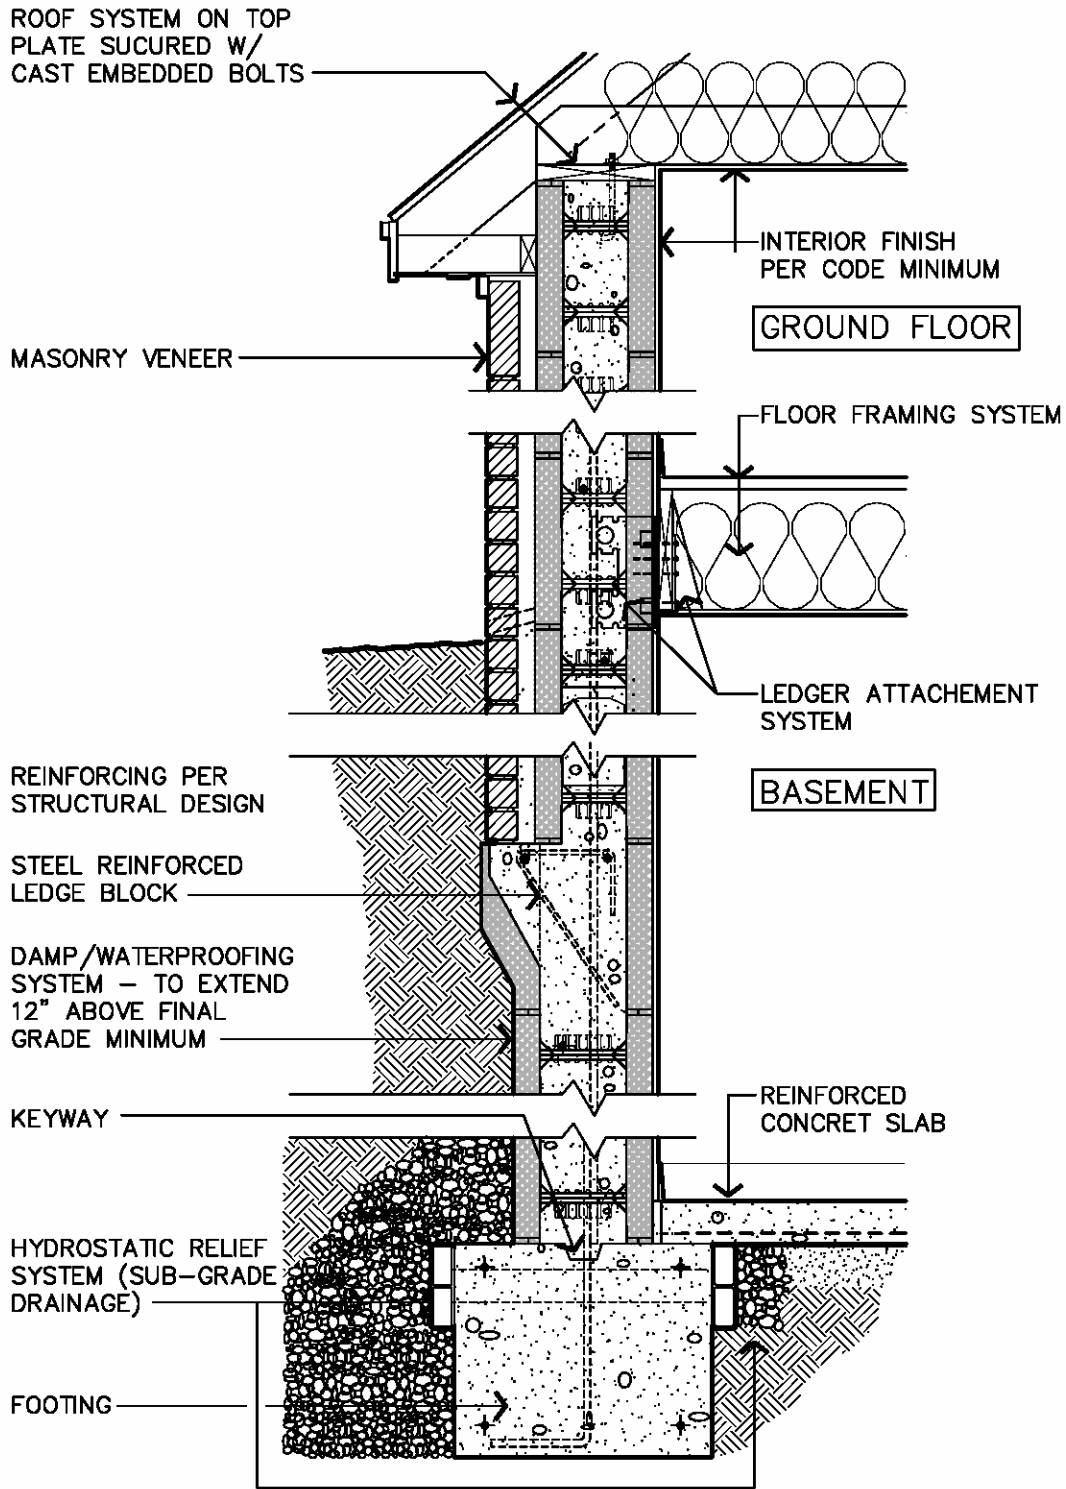 ROOF SYSTEM ON TOP
PLATE SUCURED W/
CAST EMBEDDED BOLTS
INTERIOR FINISH
PER CODE MINIMUM
GROUND FLOOR
MASONRY VENEER
FLOOR FRAMING SYSTEM
LEDGER ATTACHEMENT
SYSTEM
REINFORCING PER
STRUCTURAL DESIGN
BASEMENT
STEEL REINFORCED
LEDGE BLOCK
DAMP/WATERPROOFING
SYSTEM – TO EXTEND
12" ABOVE FINAL
GRADE MINIMUM
REINFORCED
CONCRET SLAB
KEYWAY
HYDROSTATIC RELIEF
SYSTEM (SUB-GRADE
DRAINAGE)
FOOTING